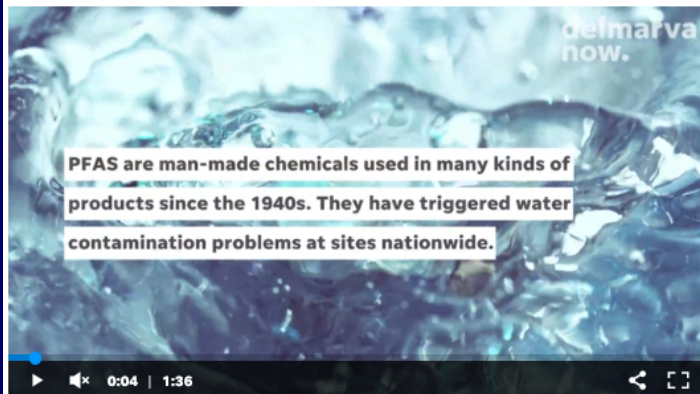 delmarva
now.
PFAS are man-made chemicals used in many kinds of
products since the 1940s. They have triggered water
contamination problems at sites nationwide.
0:04 | 1:36